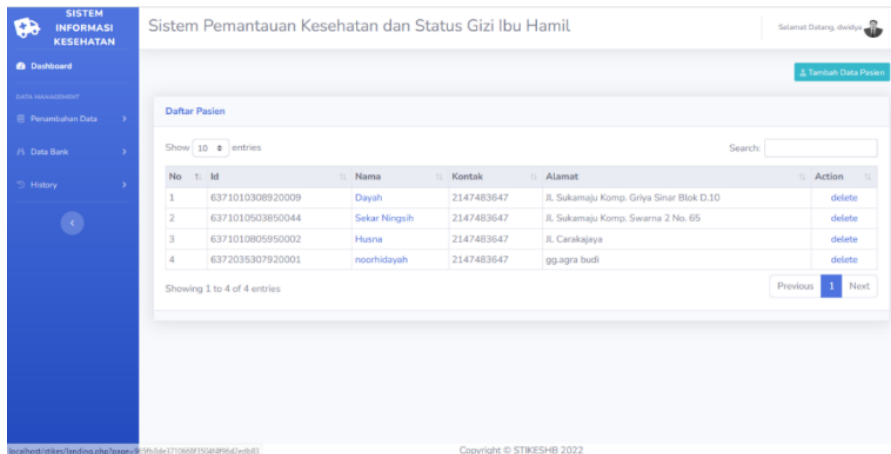 SISTEM
INFORMASI
KESEHATAN
Sistem Pemantauan Kesehatan dan Status Gizi Ibu Hamil
Selamat Datang, dwidya
Dashboard
Tambah Data Pasien
DATA MANAGEMENT
Penambahan Data
Data Bank
History
Daftar Pasien
Show 10 entries
Search:
No Id Nama Kontak Alamat Action
1 6371010308920009 Dayah 2147483647 Jl. Sukamaju Komp. Griya Sinar Blok D.10 delete
2 6371010503850044 Sekar Ningsih 2147483647 Jl. Sukamaju Komp. Swarna 2 No. 65 delete
3 6371010805950002 Husna 2147483647 Jl. Carakajaya delete
4 6372035307920001 noorhidayah 2147483647 gg.agra budi delete
Showing 1 to 4 of 4 entries
Previous 1 Next
Copyright © STIKESHB 2022